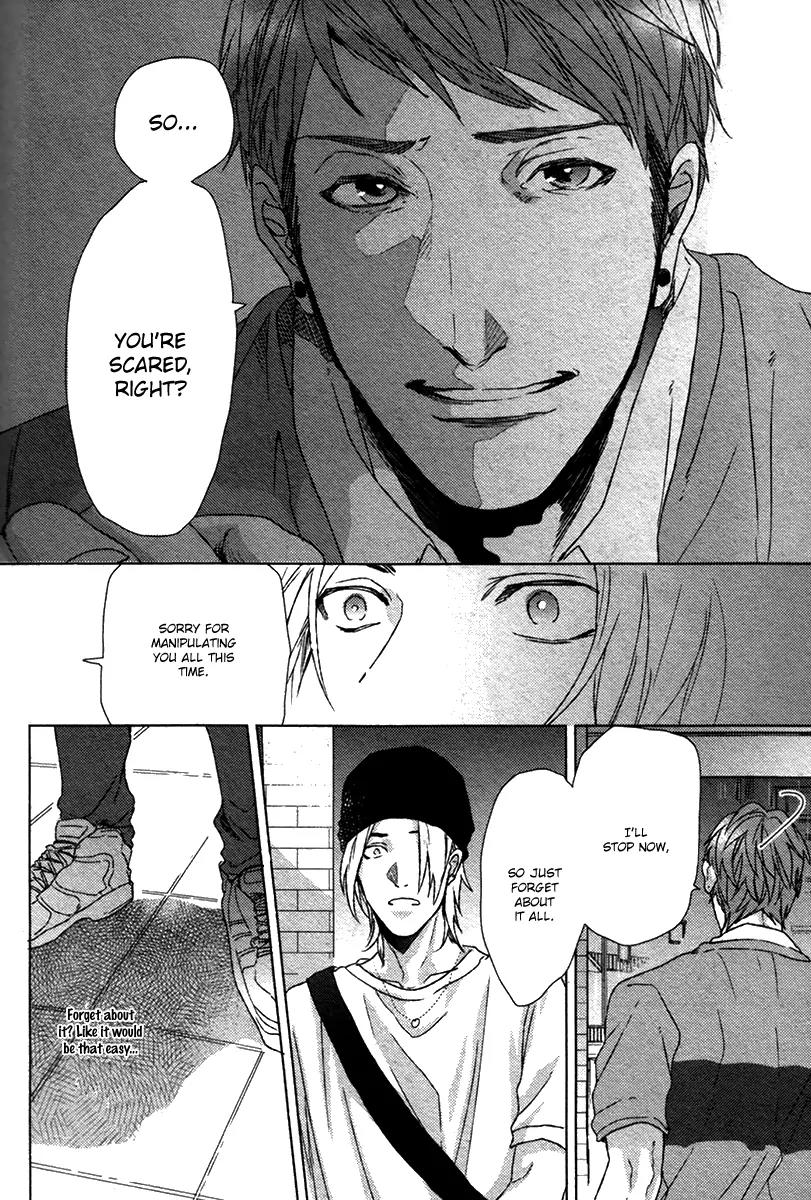 SO...
YOU'RE
SCARED,
RIGHT?
SORRY FOR
MANIPULATING
YOU ALL THIS
TIME.
I'LL
STOP NOW,
SO JUST
FORGET
ABOUT
IT ALL.
Forget about
it? Like it would
be that easy...